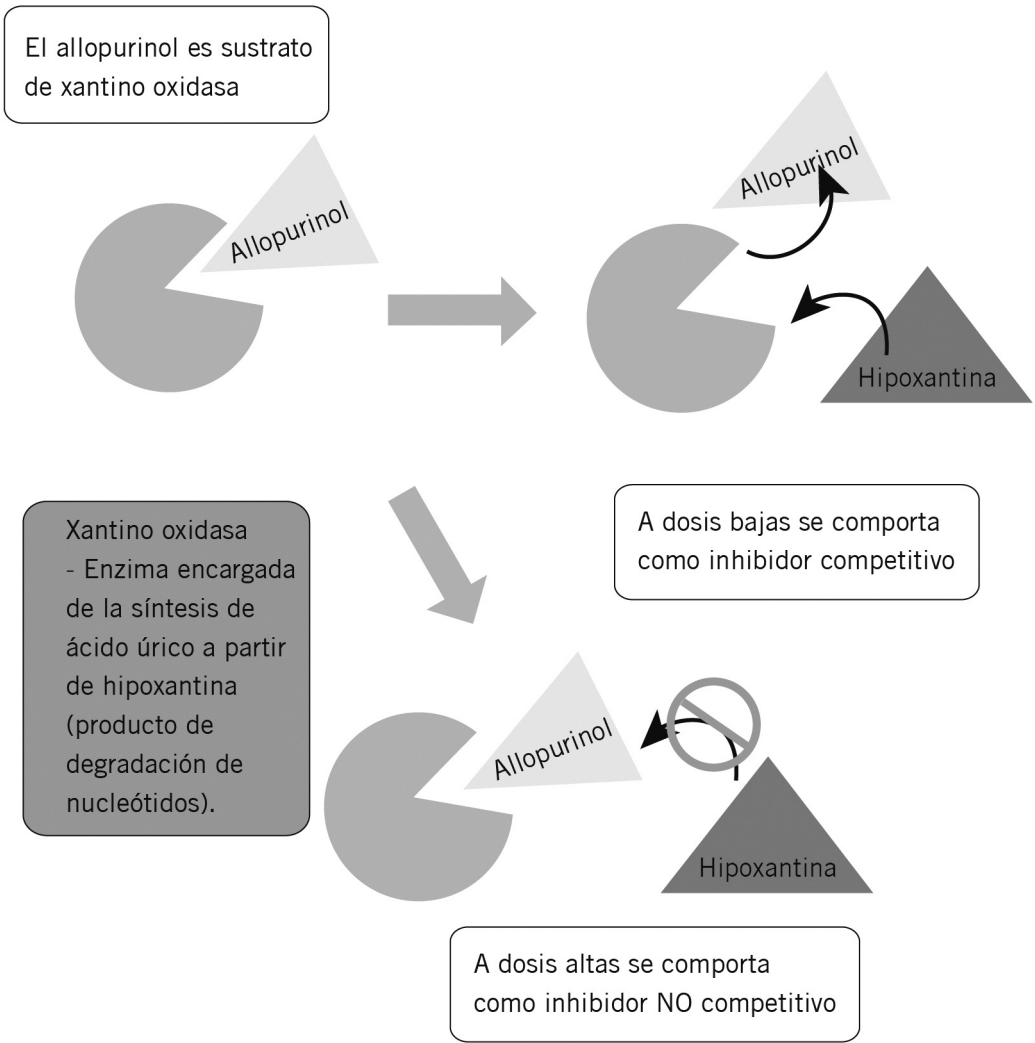 El allopurinol es sustrato
de xantino oxidasa
Allopurinol
Allopurinol
Hipoxantina
A dosis bajas se comporta
como inhibidor competitivo
Xantino oxidasa
- Enzima encargada
de la síntesis de
ácido úrico a partir
de hipoxantina
(producto de
degradación de
nucleótidos).
Allopurinol
Hipoxantina
A dosis altas se comporta
como inhibidor NO competitivo